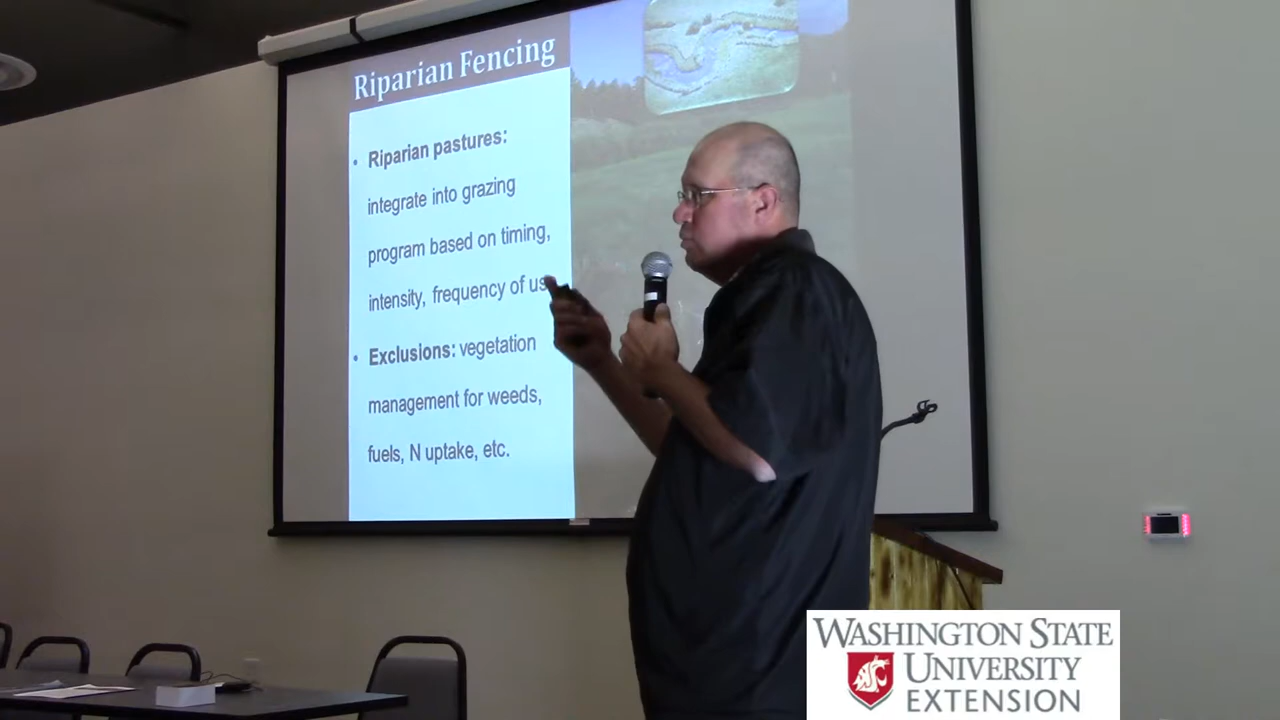 Riparian Fencing
• Riparian pastures:
integrate into grazing
program based on timing,
intensity, frequency of us
• Exclusions: vegetation
management for weeds,
fuels, N uptake, etc.
WASHINGTON STATE
UNIVERSITY
EXTENSION